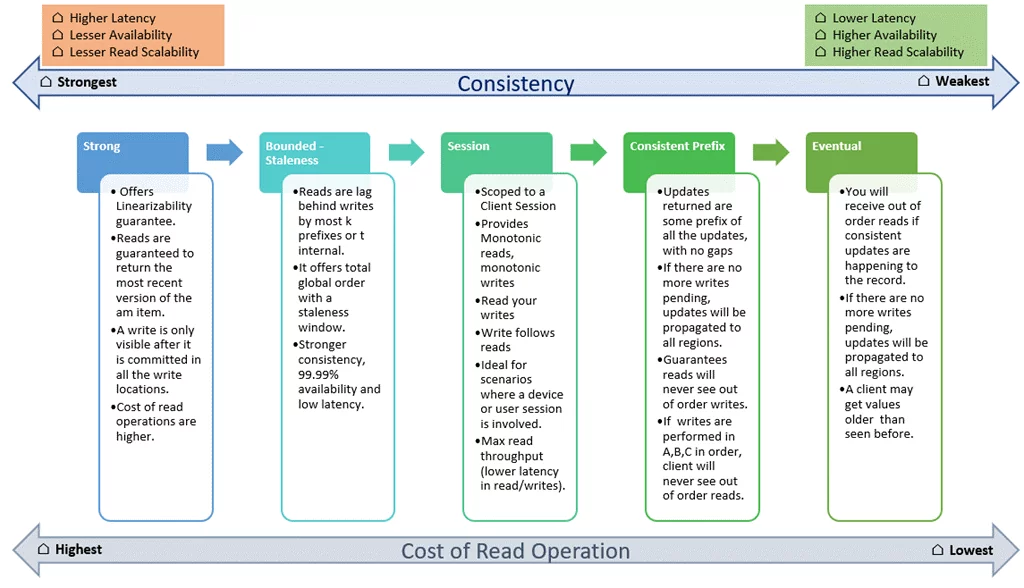 Higher Latency
Lesser Availability
Lesser Read Scalability
Lower Latency
Higher Availability
Higher Read Scalability
Strongest
Consistency
Weakest
Strong
• Offers
Linearizability
guarantee.
•Reads are
guaranteed to
return the
most recent
version of the
am item.
•A write is only
visible after it
is committed in
all the write
locations.
•Cost of read
operations are
higher.
Bounded -
Staleness
•Reads are lag
behind writes
by most k
prefixes or t
internal.
•It offers total
global order
with a
staleness
window.
•Stronger
consistency,
99.99%
availability and
low latency.
Session
•Scoped to a
Client Session
•Provides
Monotonic
reads,
monotonic
writes
•Read your
writes
•Write follows
reads
•Ideal for
scenarios
where a device
or user session
is involved.
•Max read
throughput
(lower latency
in read/writes).
Consistent Prefix
•Updates
returned are
some prefix of
all the updates,
with no gaps
•If there are no
more writes
pending,
updates will be
propagated to
all regions.
•Guarantees
reads will
never see out
of order writes.
•If writes are
performed in
A,B,C in order,
client will
never see out
of order reads.
Eventual
•You will
receive out of
order reads if
consistent
updates are
happening to
the record.
•If there are no
more writes
pending,
updates will be
propagated to
all regions.
•A client may
get values
older than
seen before.
Highest
Cost of Read Operation
Lowest